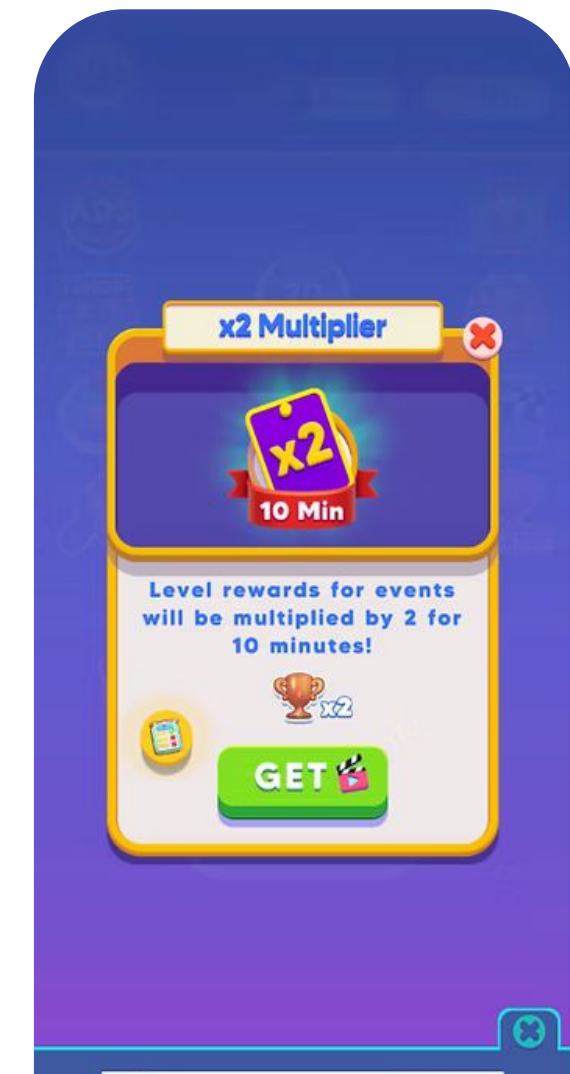 x2 Multiplier
x2
10 Min
Level rewards for events
will be multiplied by 2 for
10 minutes!
x2
GET